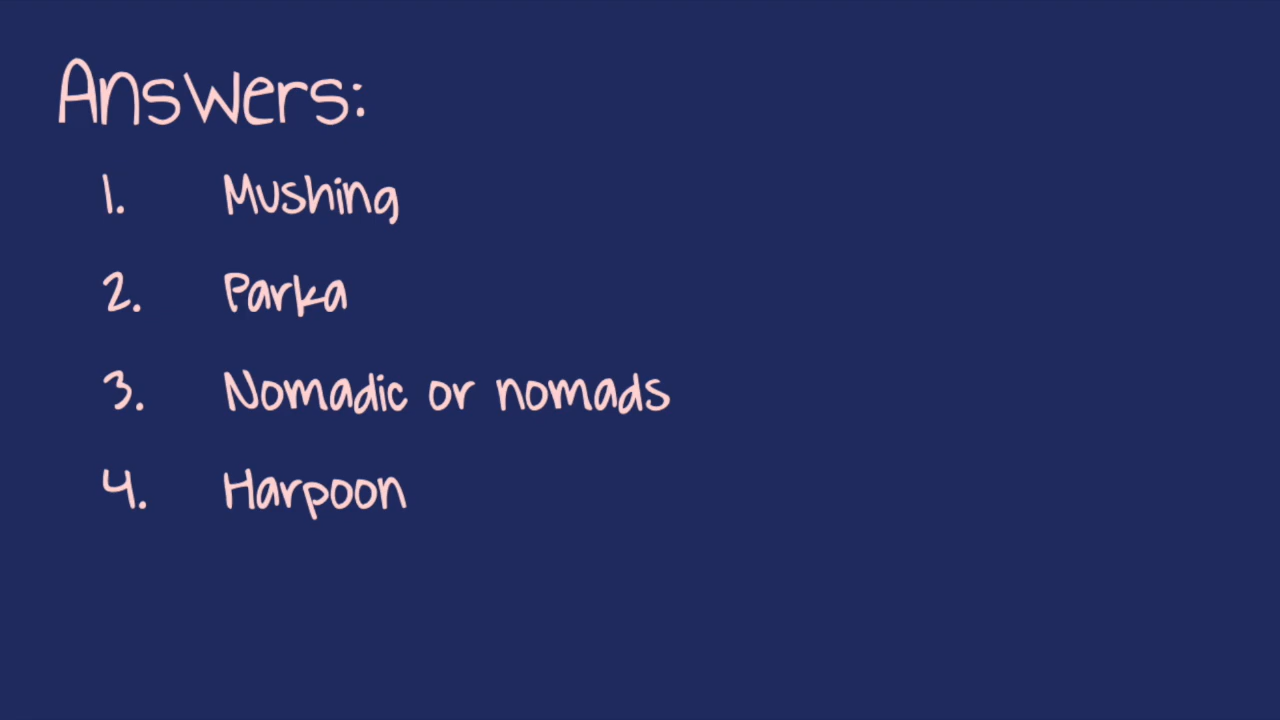 Answers:
1. Mushing
2. Parka
3. Nomadic or nomads
4. Harpoon